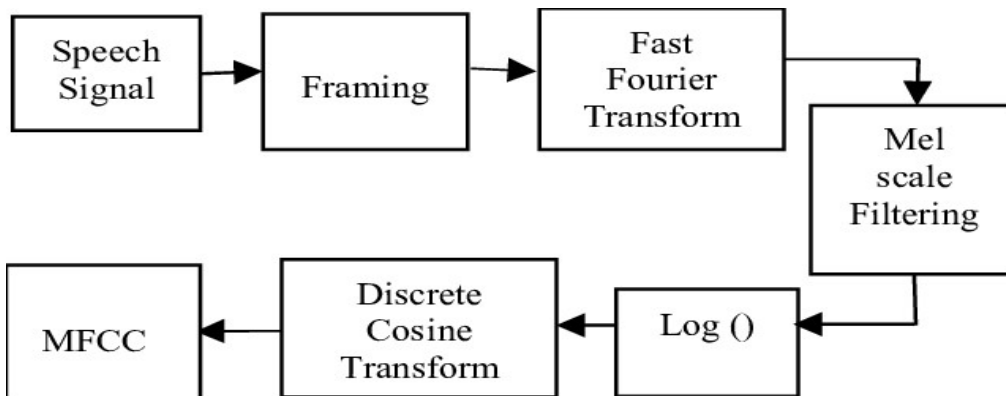 Speech
Signal
Framing
Fast
Fourier
Transform
Mel
scale
Filtering
Log ()
Discrete
Cosine
Transform
MFCC